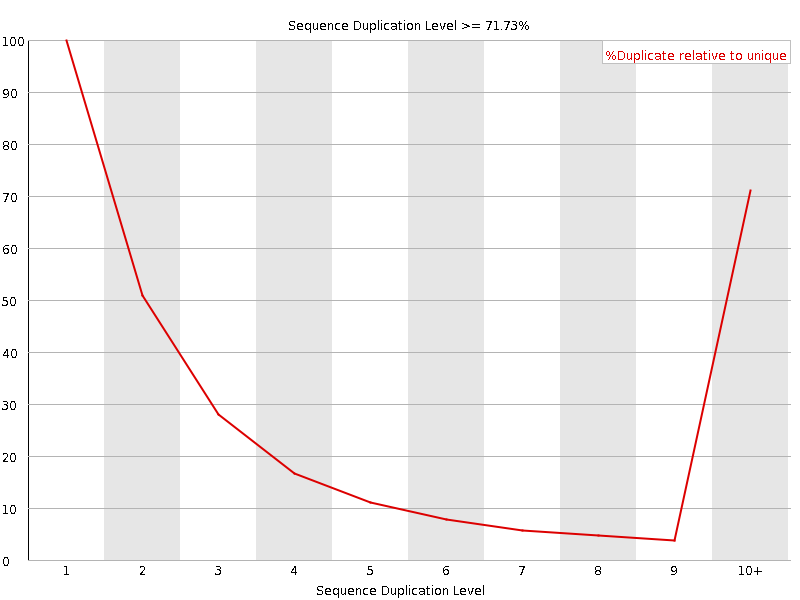 Sequence Duplication Level >= 71.73%
%Duplicate relative to unique
100
90
80
70
60
50
40
30
20
10
0
1 2 3 4 5 6 7 8 9 10+
Sequence Duplication Level